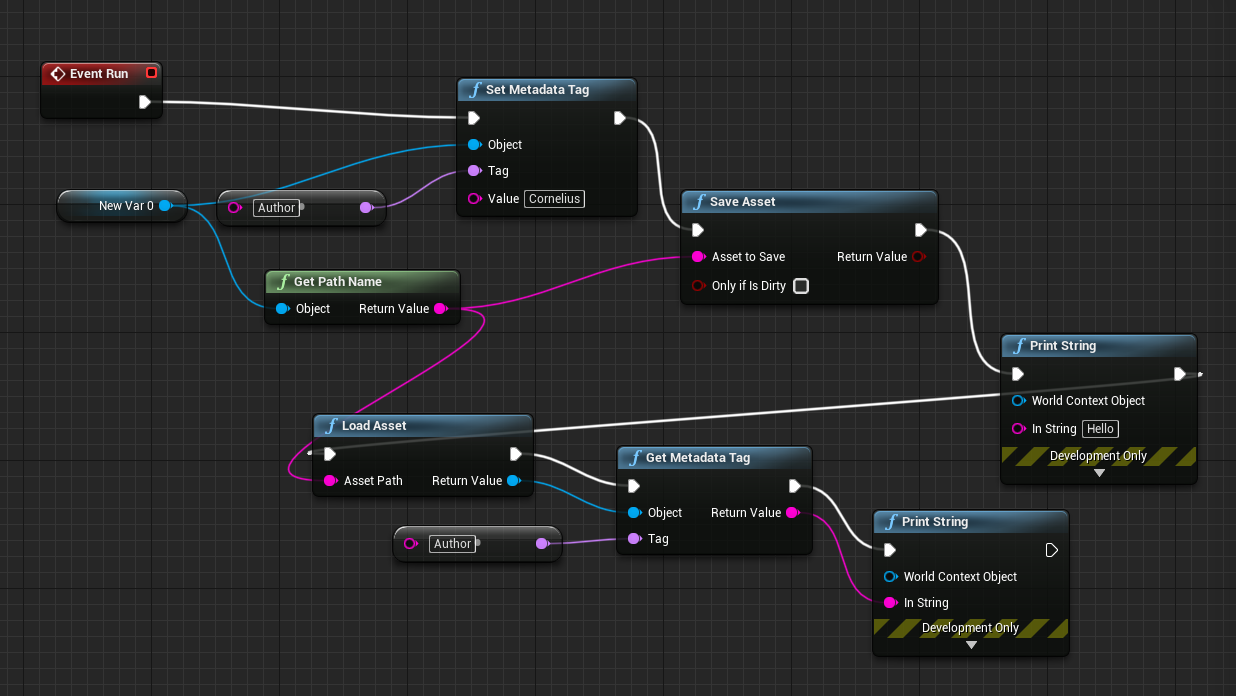 Event Run
Set Metadata Tag
Object
Tag
Value Cornelius
New Var 0
Author
Save Asset
Asset to Save Return Value
Only if Is Dirty
Get Path Name
Object Return Value
Print String
World Context Object
In String Hello
Development Only
Load Asset
Asset Path Return Value
Get Metadata Tag
Object Return Value
Tag
Author
Print String
World Context Object
In String
Development Only